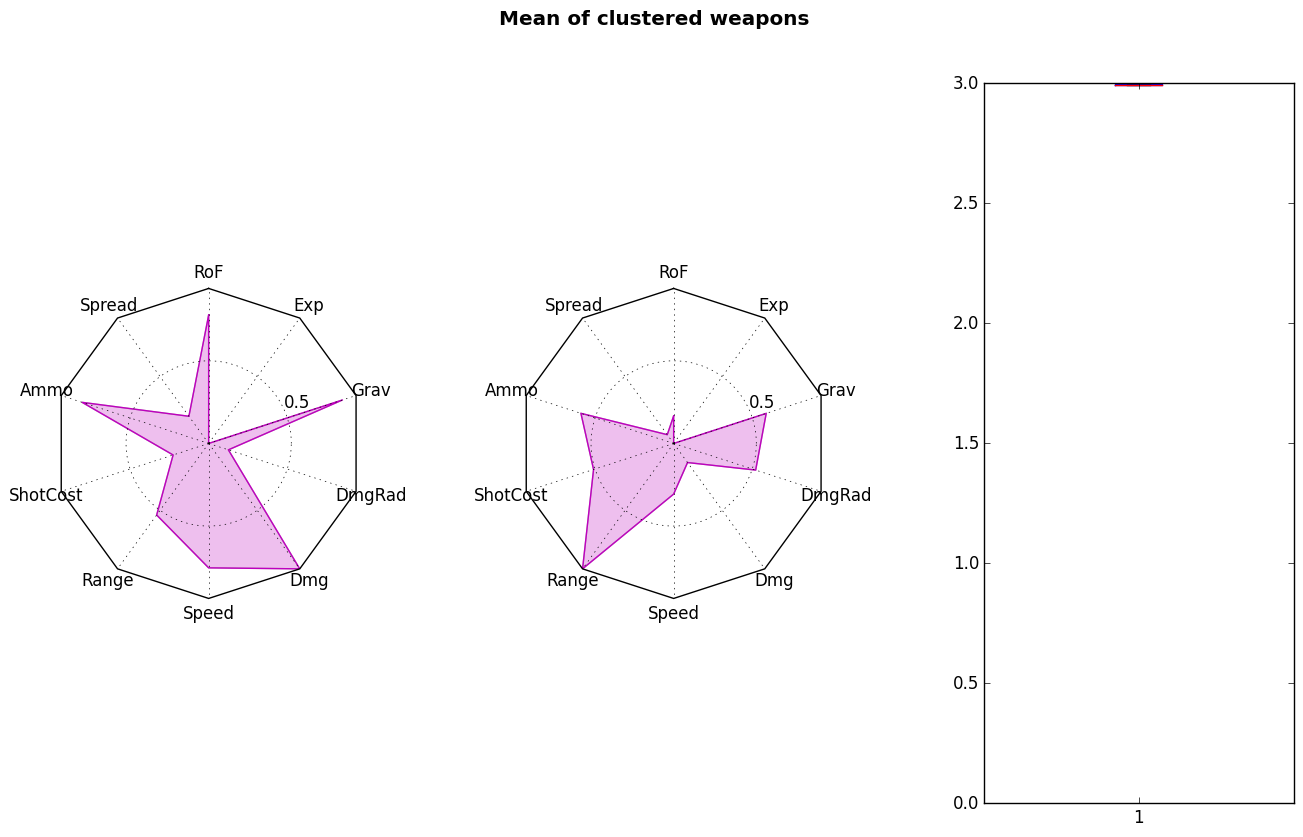 Mean of clustered weapons
RoF
Exp
Spread
Grav
Ammo
0.5
ShotCost
DmgRad
Range
Dmg
Speed
RoF
Exp
Spread
Grav
Ammo
0.5
ShotCost
DmgRad
Range
Dmg
Speed
3.0
2.5
2.0
1.5
1.0
0.5
0.0
1